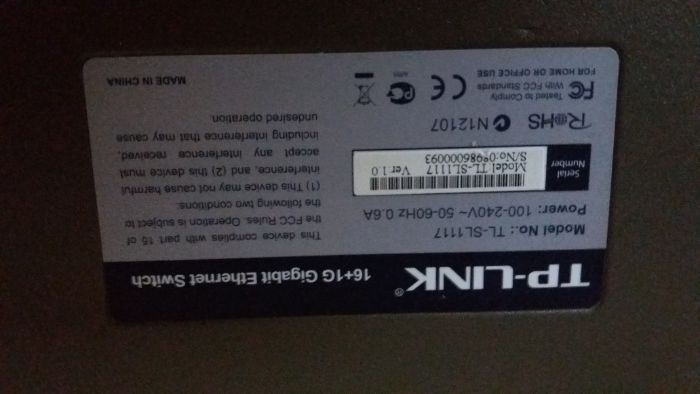 TP-LINK® 16+1G Gigabit Ethernet Switch
Model No.: TL-SL1117
Power: 100-240V~ 50-60Hz 0.6A
Serial Number
Model TL-SL1117 Ver 1.0
S/No:09986000093
RoHS N12107
FC Tested to Comply With FCC Standards
FOR HOME OR OFFICE USE
CE
This device complies with part 15 of
the FCC Rules. Operation is subject to
the following two conditions:
(1) This device may not cause harmful
interference, and (2) this device must
accept any interference received,
including interference that may cause
undesired operation.
MADE IN CHINA